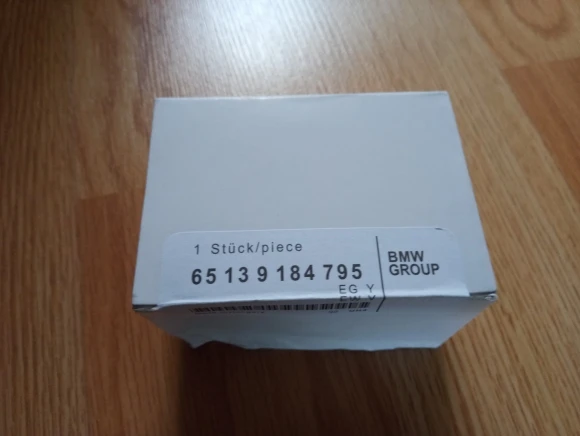 1 Stück/piece
65 13 9 184 795
EG Y
BMW
GROUP